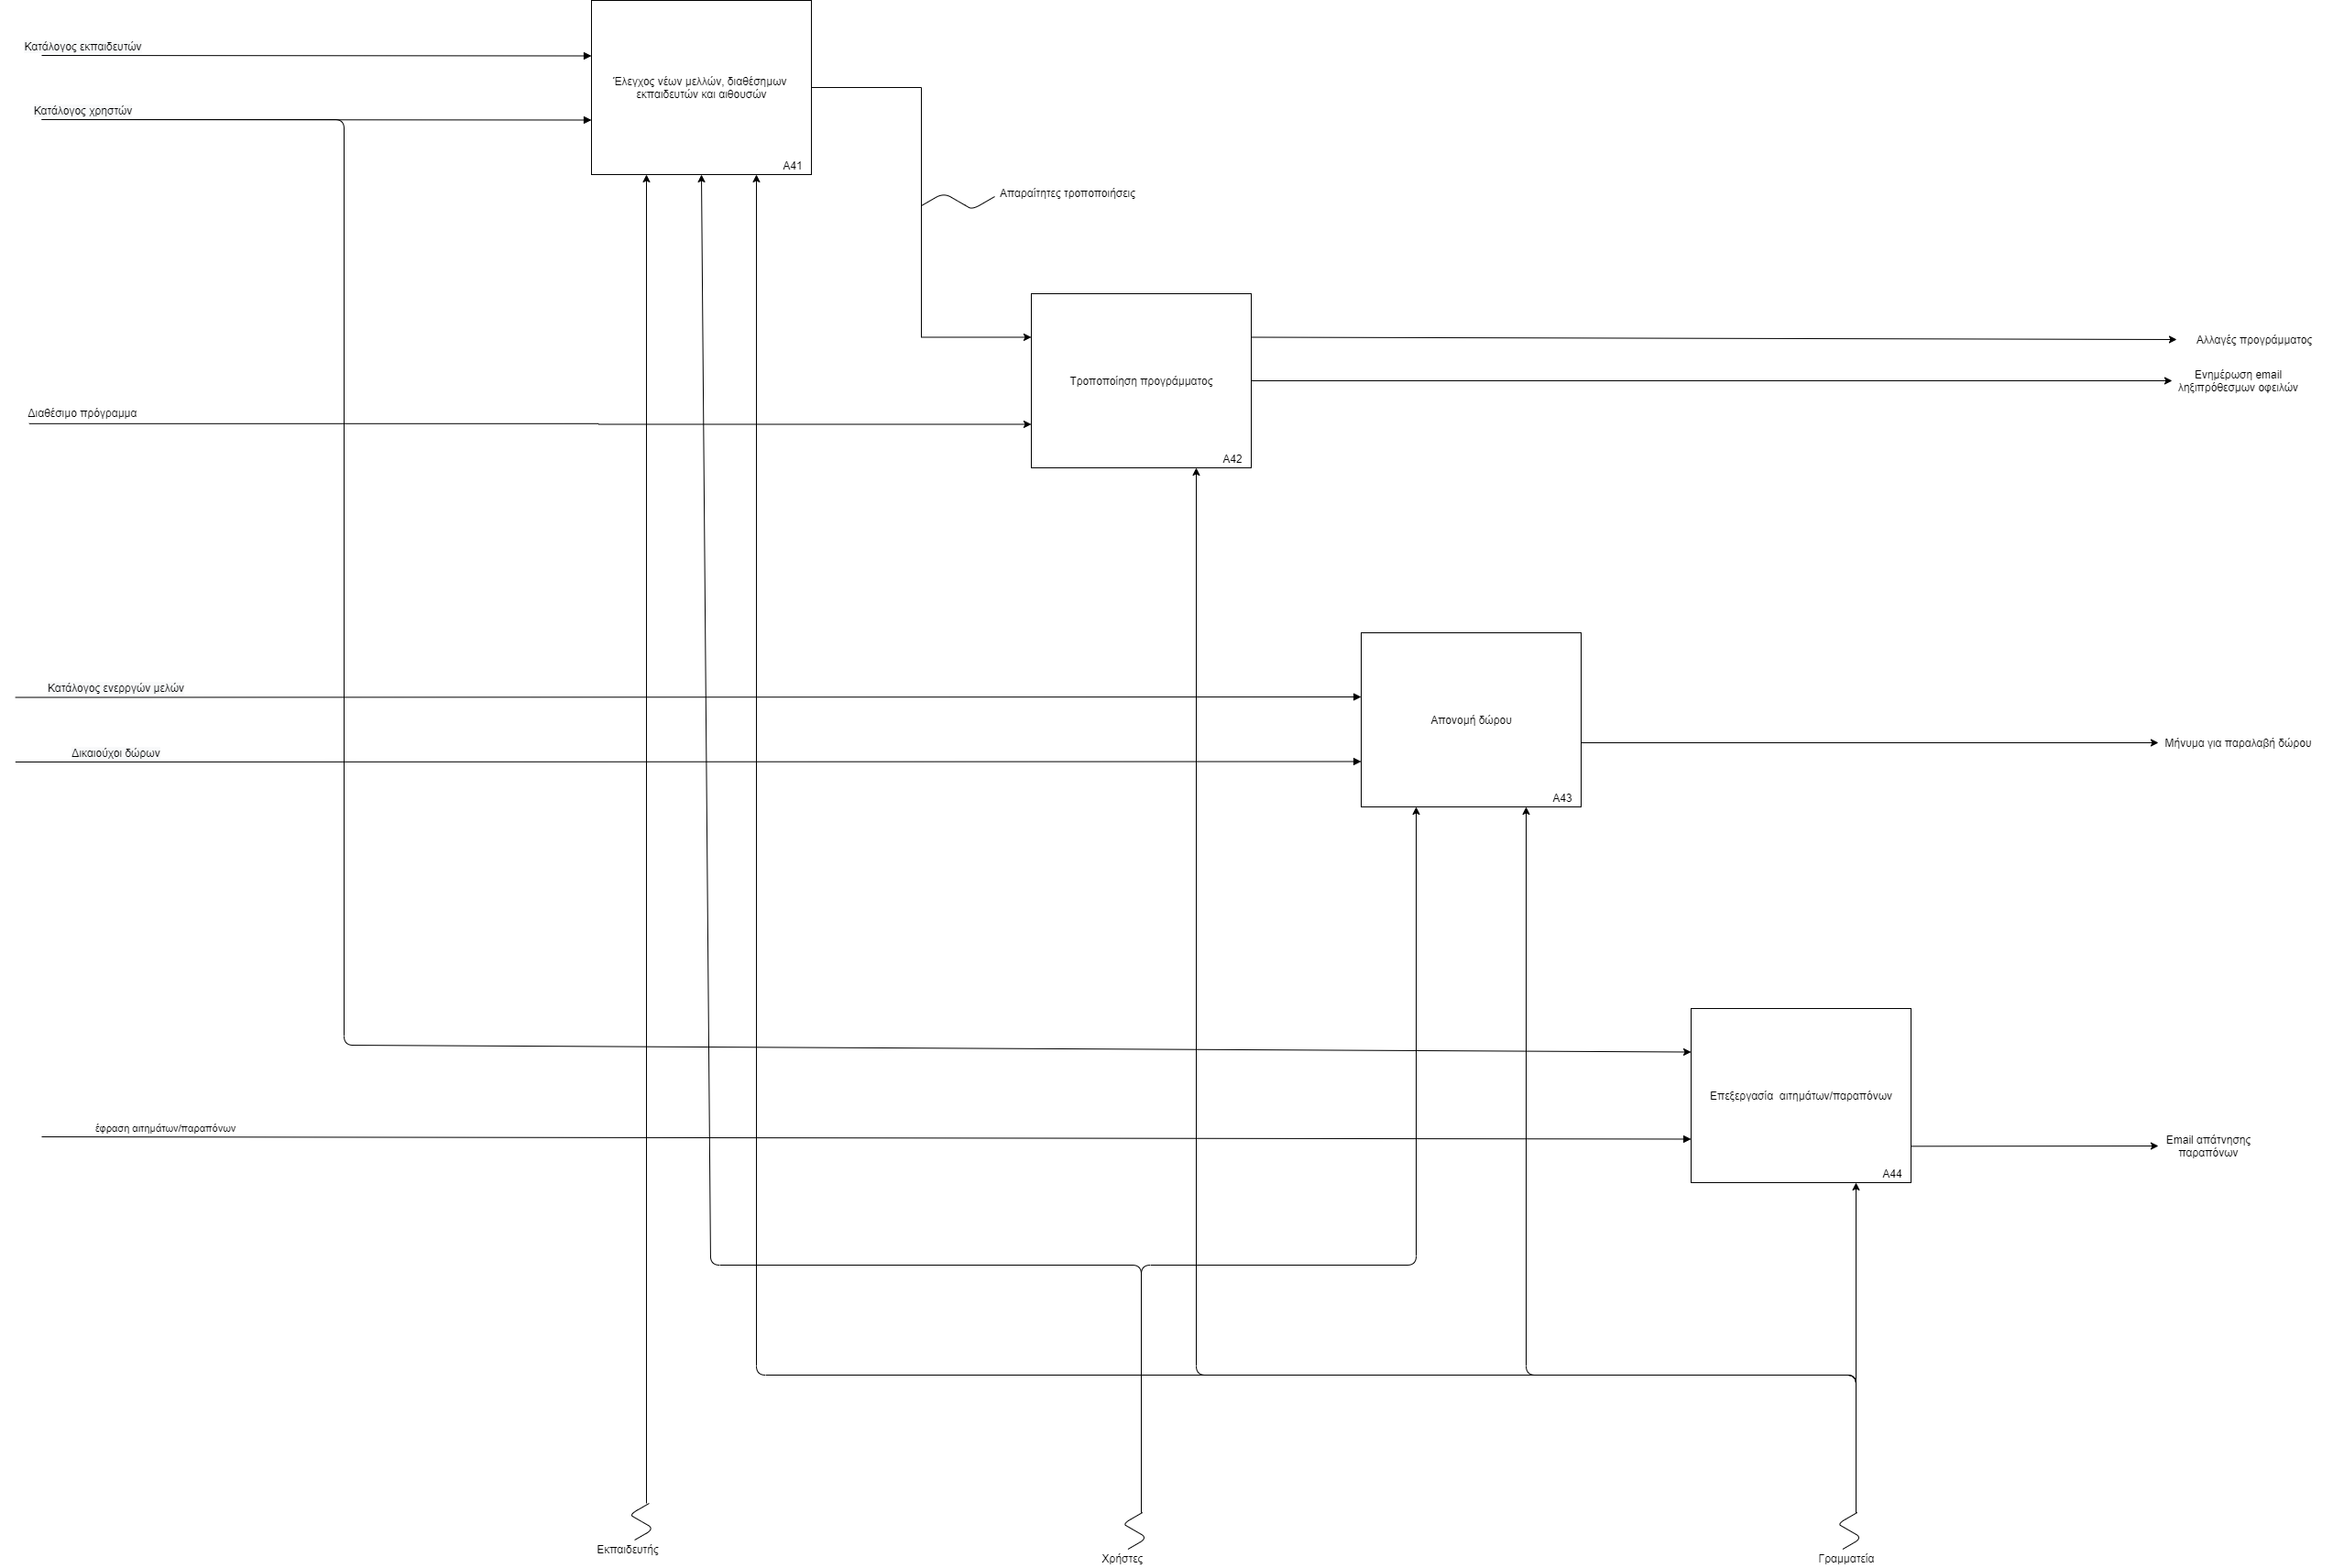 Κατάλογος εκπαιδευτών
Έλεγχος νέων μελλών, διαθέσημων
εκπαιδευτών και αιθουσών
Κατάλογος χρηστών
A41
Απαραίτητες τροποποιήσεις
Αλλαγές προγράμματος
Τροποποίηση προγράμματος
Ενημέρωση email
ληξιπρόθεσμων οφειλών
Διαθέσιμο πρόγραμμα
A42
Κατάλογος ενερργών μελών
Απονομή δώρου
Δικαιούχοι δώρων
Μήνυμα για παραλαβή δώρου
A43
Επεξεργασία  αιτημάτων/παραπόνων
έφραση αιτημάτων/παραπόνων
Email απάτνησης
παραπόνων
A44
Εκπαιδευτής
Χρήστες
Γραμματεία